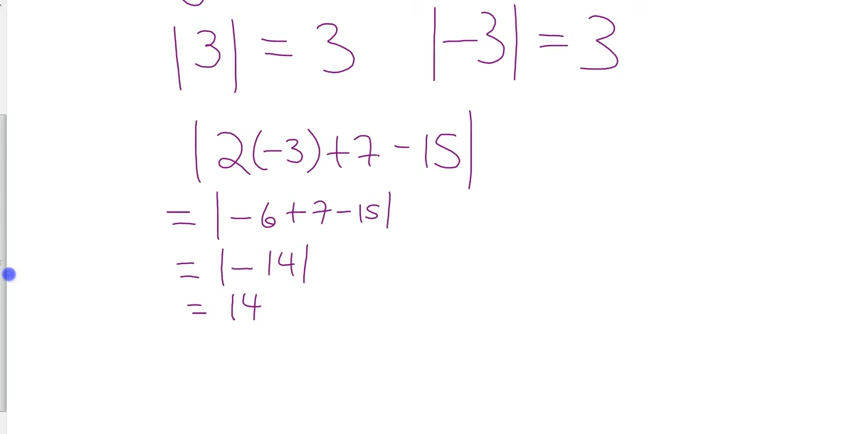 |3| = 3 |-3| = 3
|2(-3)+7-15|
= |-6+7-15|
= |-14|
= 14